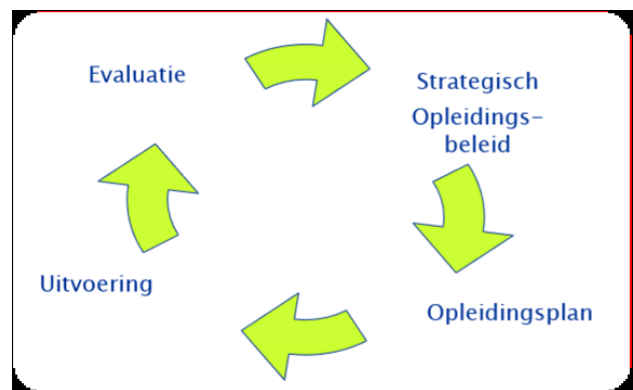 Evaluatie
Strategisch
Opleidings-
beleid
Opleidingsplan
Uitvoering